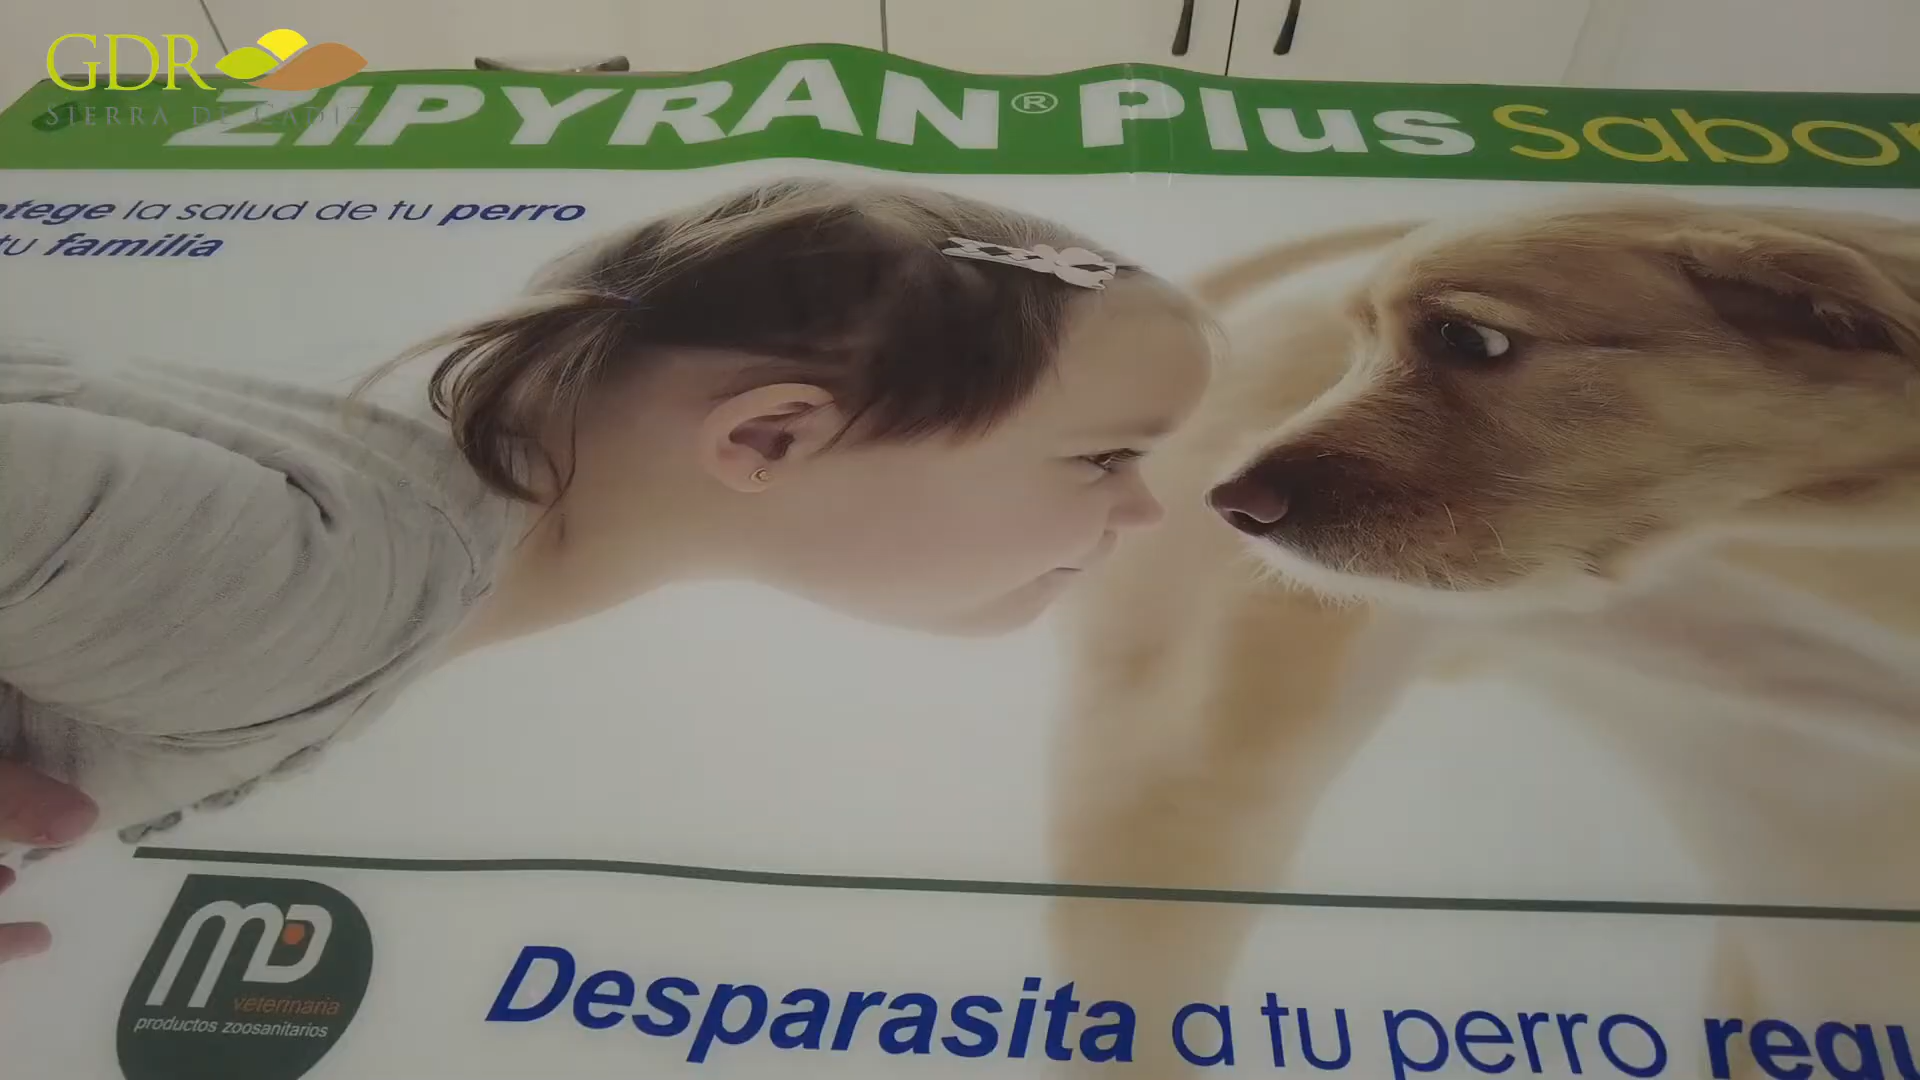 GDR
SIERRA DE CÁDIZ
ZIPYRAN® Plus Sabor
tege la salud de tu perro
tu familia
MD
veterinaria
productos zoosanitarios
Desparasita a tu perro regu